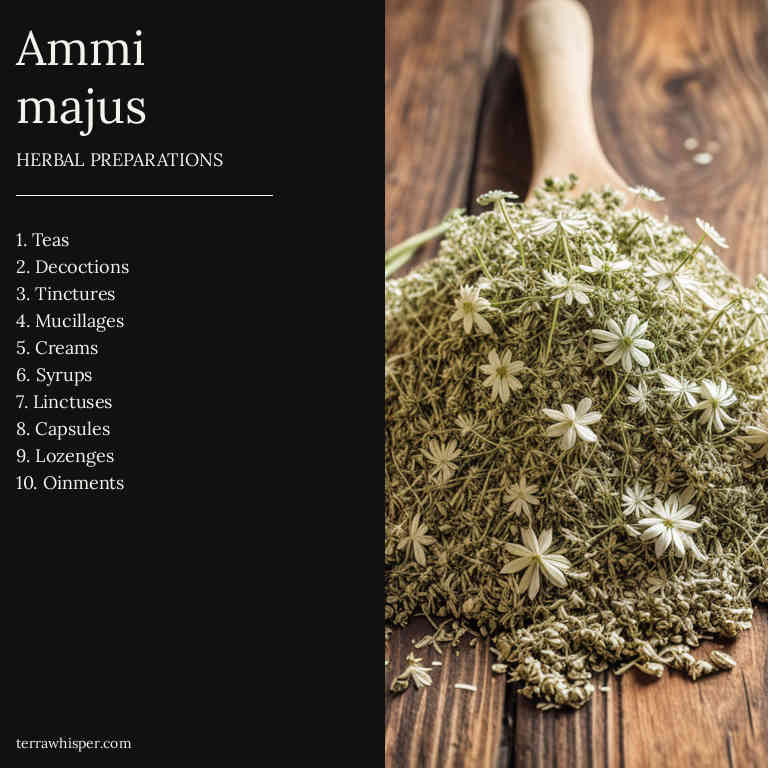 Ammi
majus
HERBAL PREPARATIONS
1. Teas
2. Decoctions
3. Tinctures
4. Mucillages
5. Creams
6. Syrups
7. Linctuses
8. Capsules
9. Lozenges
10. Oinments
terrawhisper.com